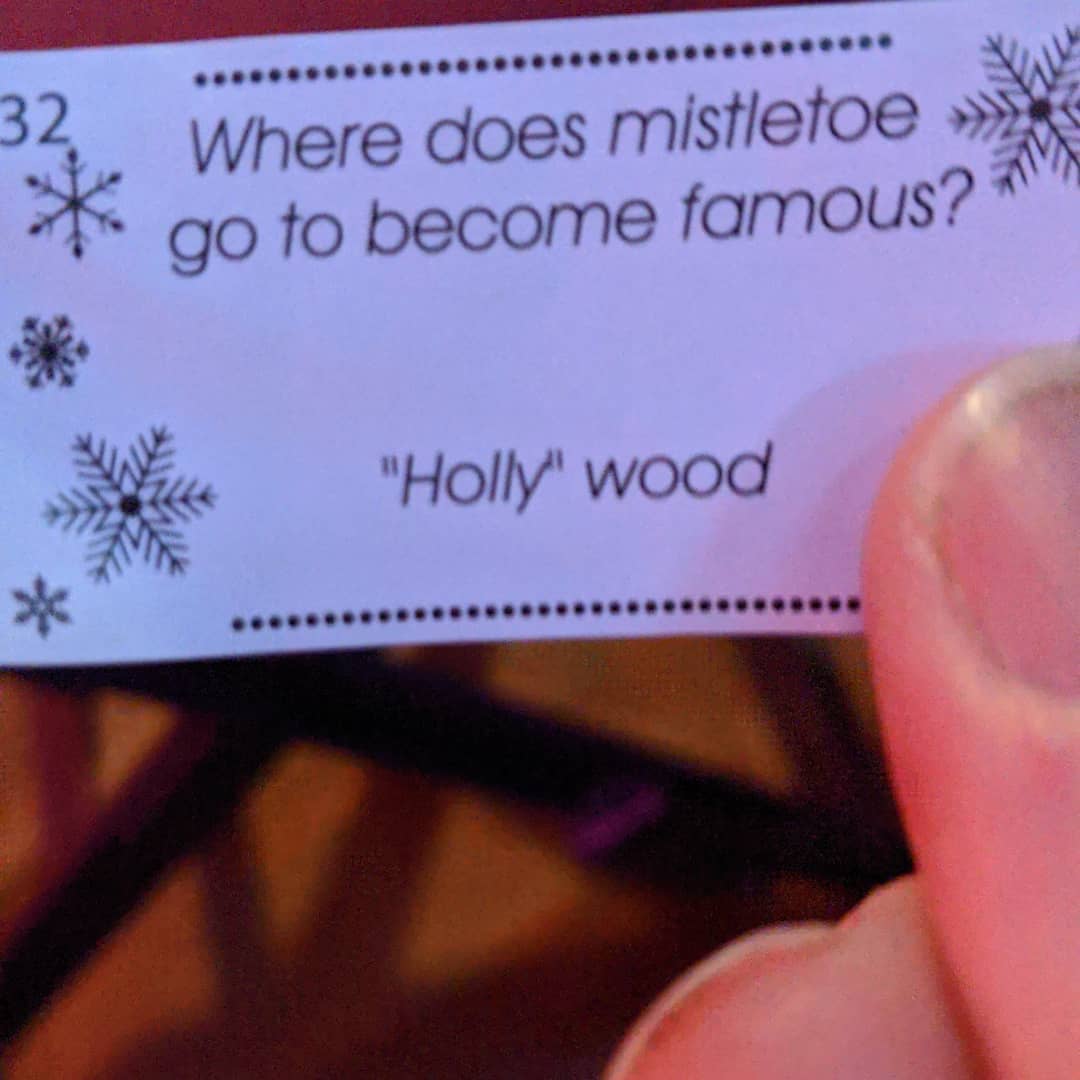 32
Where does mistletoe
go to become famous?
"Holly" wood